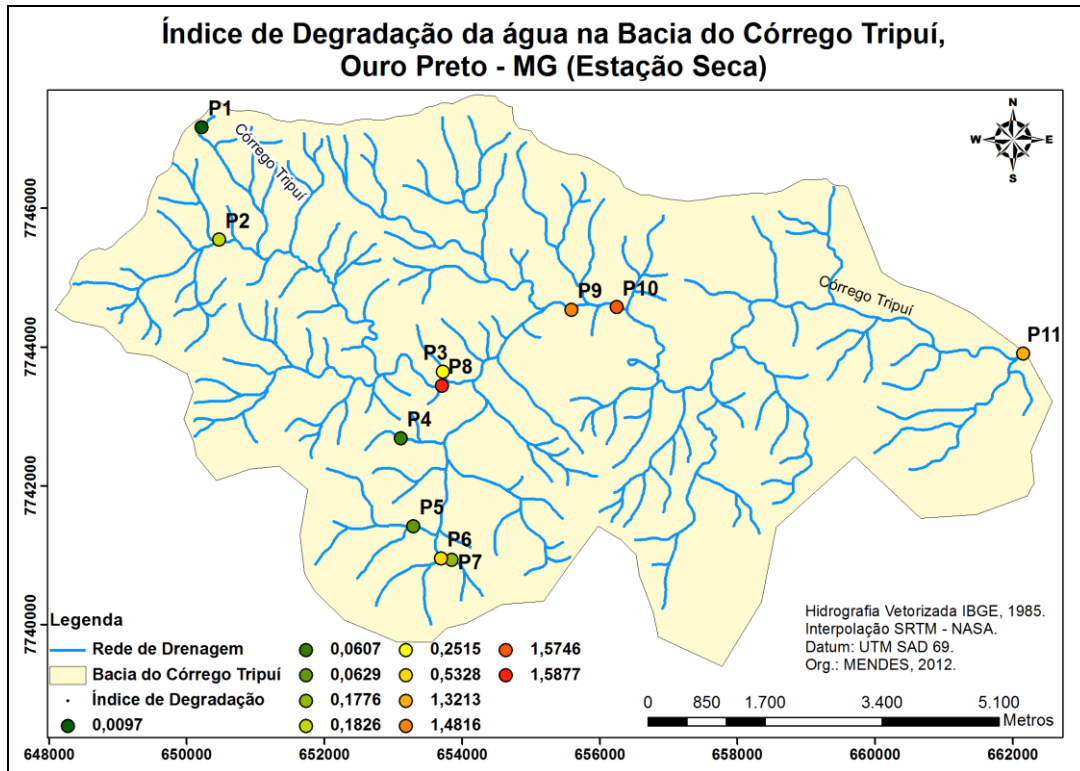 Índice de Degradação da água na Bacia do Córrego Tripuí,
Ouro Preto - MG (Estação Seca)
P1
Córrego Tripuí
N
W
E
S
7746000
P2
Córrego Tripuí
P9
P10
7744000
P11
P3
P8
P4
7742000
P5
P6
P7
7740000
Legenda
Rede de Drenagem
Bacia do Córrego Tripuí
Índice de Degradação
0,0097
0,0607
0,0629
0,1776
0,1826
0,2515
0,5328
1,3213
1,4816
1,5746
1,5877
Hidrografia Vetorizada IBGE, 1985.
Interpolação SRTM - NASA.
Datum: UTM SAD 69.
Org.: MENDES, 2012.
0 850 1.700 3.400 5.100
Metros
648000 650000 652000 654000 656000 658000 660000 662000